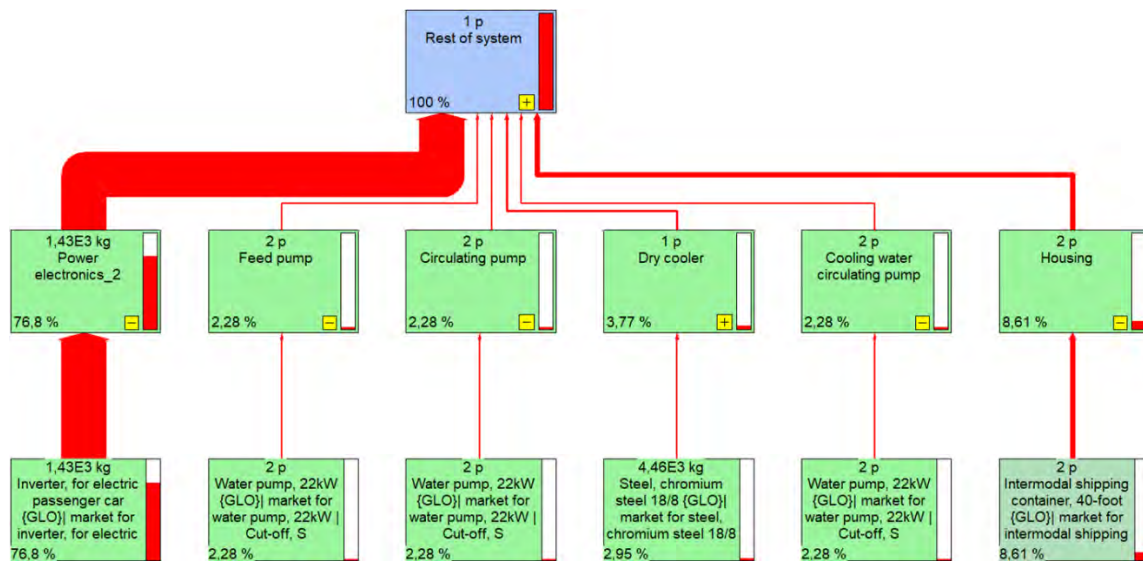 1 p
Rest of system
100 %
+
1,43E3 kg
Power
electronics_2
76,8 %
−
2 p
Feed pump
2,28 %
−
2 p
Circulating pump
2,28 %
−
1 p
Dry cooler
3,77 %
+
2 p
Cooling water
circulating pump
2,28 %
−
2 p
Housing
8,61 %
−
1,43E3 kg
Inverter, for electric
passenger car
{GLO}| market for
inverter, for electric
76,8 %
2 p
Water pump, 22kW
{GLO}| market for
water pump, 22kW |
Cut-off, S
2,28 %
2 p
Water pump, 22kW
{GLO}| market for
water pump, 22kW |
Cut-off, S
2,28 %
4,46E3 kg
Steel, chromium
steel 18/8 {GLO}|
market for steel,
chromium steel 18/8
2,95 %
2 p
Water pump, 22kW
{GLO}| market for
water pump, 22kW |
Cut-off, S
2,28 %
2 p
Intermodal shipping
container, 40-foot
{GLO}| market for
intermodal shipping
8,61 %